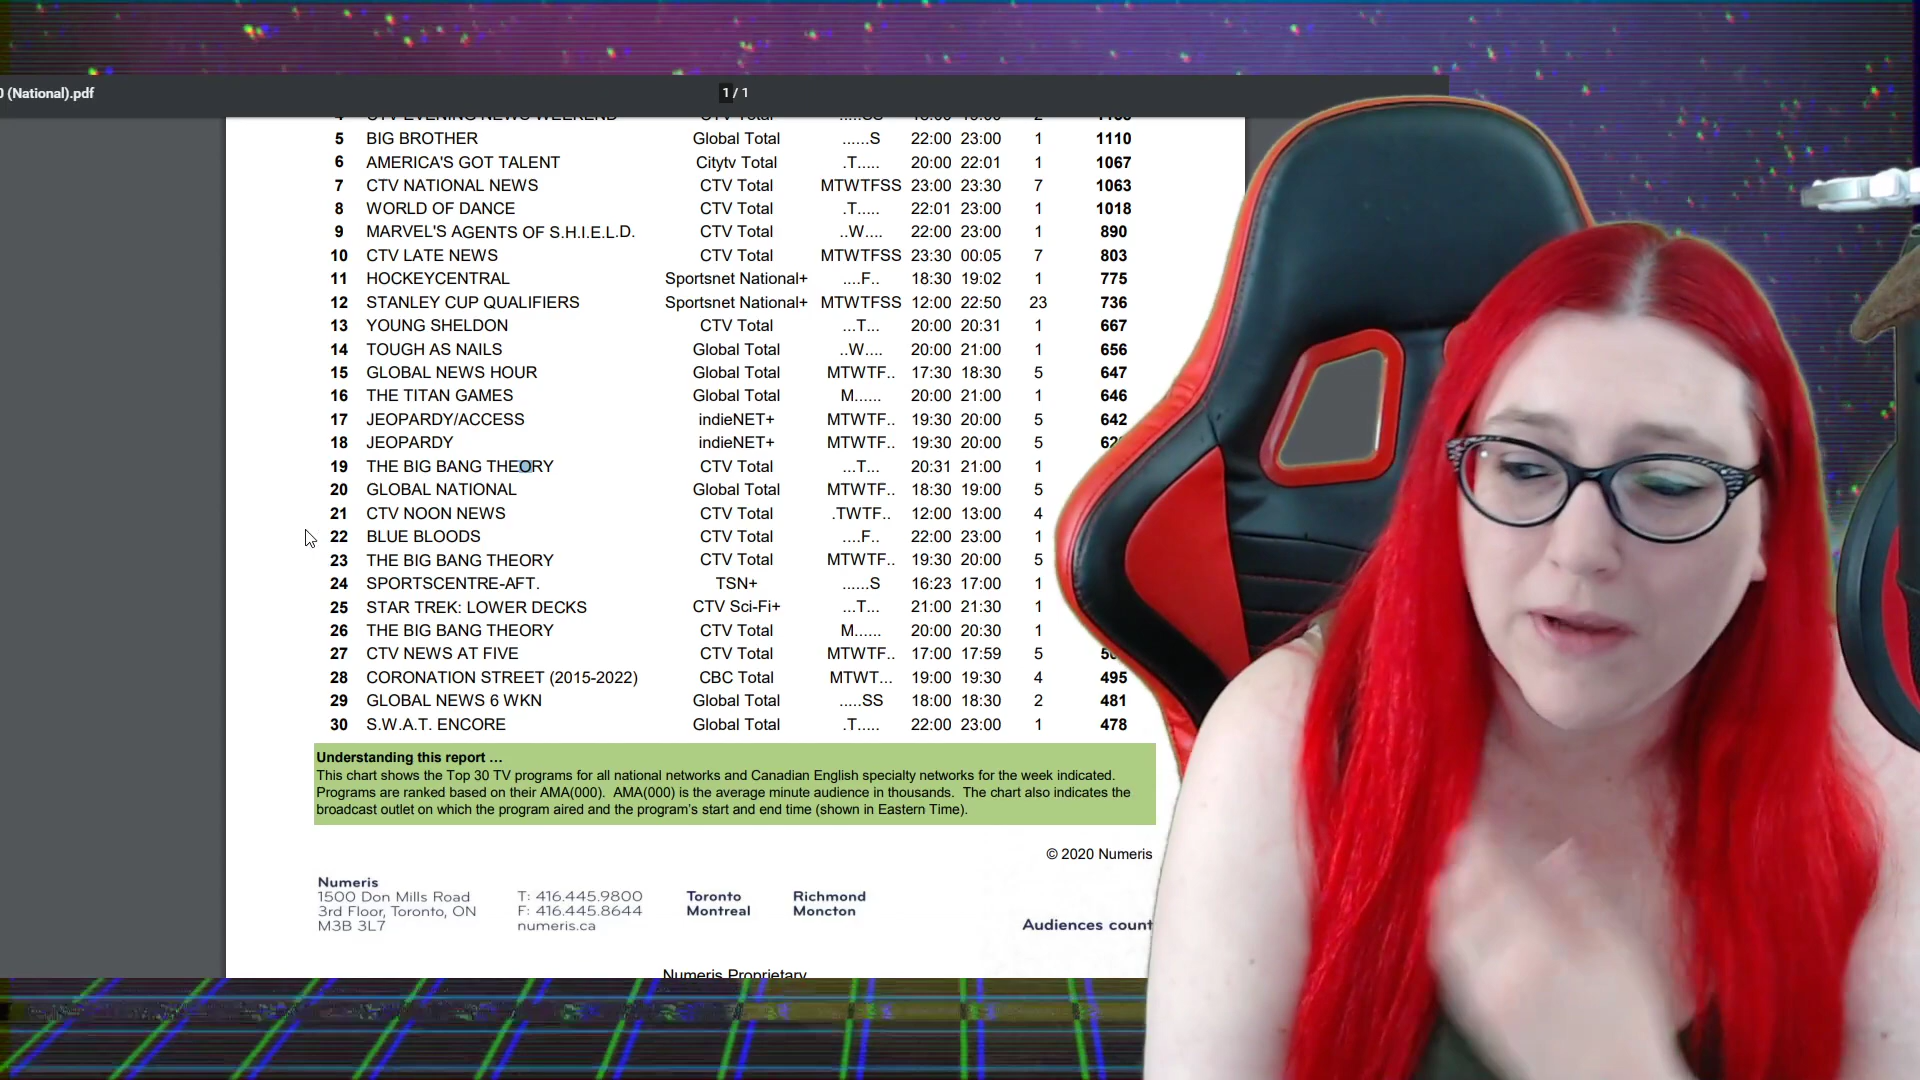 0 (National).pdf
1 / 1
4 CTV EVENING NEWS WEEKEND CTV Total .....SS 18:00 19:00 2
5 BIG BROTHER Global Total ......S 22:00 23:00 1 1110
6 AMERICA'S GOT TALENT Citytv Total .T..... 20:00 22:01 1 1067
7 CTV NATIONAL NEWS CTV Total MTWTFSS 23:00 23:30 7 1063
8 WORLD OF DANCE CTV Total .T..... 22:01 23:00 1 1018
9 MARVEL'S AGENTS OF S.H.I.E.L.D. CTV Total ..W.... 22:00 23:00 1 890
10 CTV LATE NEWS CTV Total MTWTFSS 23:30 00:05 7 803
11 HOCKEYCENTRAL Sportsnet National+ ....F.. 18:30 19:02 1 775
12 STANLEY CUP QUALIFIERS Sportsnet National+ MTWTFSS 12:00 22:50 23 736
13 YOUNG SHELDON CTV Total ...T... 20:00 20:31 1 667
14 TOUGH AS NAILS Global Total ..W.... 20:00 21:00 1 656
15 GLOBAL NEWS HOUR Global Total MTWTF.. 17:30 18:30 5 647
16 THE TITAN GAMES Global Total M...... 20:00 21:00 1 646
17 JEOPARDY/ACCESS indieNET+ MTWTF.. 19:30 20:00 5 642
18 JEOPARDY indieNET+ MTWTF.. 19:30 20:00 5
19 THE BIG BANG THEORY CTV Total ...T... 20:31 21:00 1
20 GLOBAL NATIONAL Global Total MTWTF.. 18:30 19:00 5
21 CTV NOON NEWS CTV Total .TWTF.. 12:00 13:00 4
22 BLUE BLOODS CTV Total ....F.. 22:00 23:00 1
23 THE BIG BANG THEORY CTV Total MTWTF.. 19:30 20:00 5
24 SPORTSCENTRE-AFT. TSN+ ......S 16:23 17:00 1
25 STAR TREK: LOWER DECKS CTV Sci-Fi+ ...T... 21:00 21:30 1
26 THE BIG BANG THEORY CTV Total M...... 20:00 20:30 1
27 CTV NEWS AT FIVE CTV Total MTWTF.. 17:00 17:59 5
28 CORONATION STREET (2015-2022) CBC Total MTWT... 19:00 19:30 4 495
29 GLOBAL NEWS 6 WKN Global Total .....SS 18:00 18:30 2 481
30 S.W.A.T. ENCORE Global Total .T..... 22:00 23:00 1 478
Understanding this report ...
This chart shows the Top 30 TV programs for all national networks and Canadian English specialty networks for the week indicated.
Programs are ranked based on their AMA(000). AMA(000) is the average minute audience in thousands. The chart also indicates the
broadcast outlet on which the program aired and the program's start and end time (shown in Eastern Time).
© 2020 Numeris
Numeris
1500 Don Mills Road T: 416.445.9800 Toronto Richmond
3rd Floor, Toronto, ON F: 416.445.8644 Montreal Moncton
M3B 3L7 numeris.ca Audiences count
Numeris Proprietary